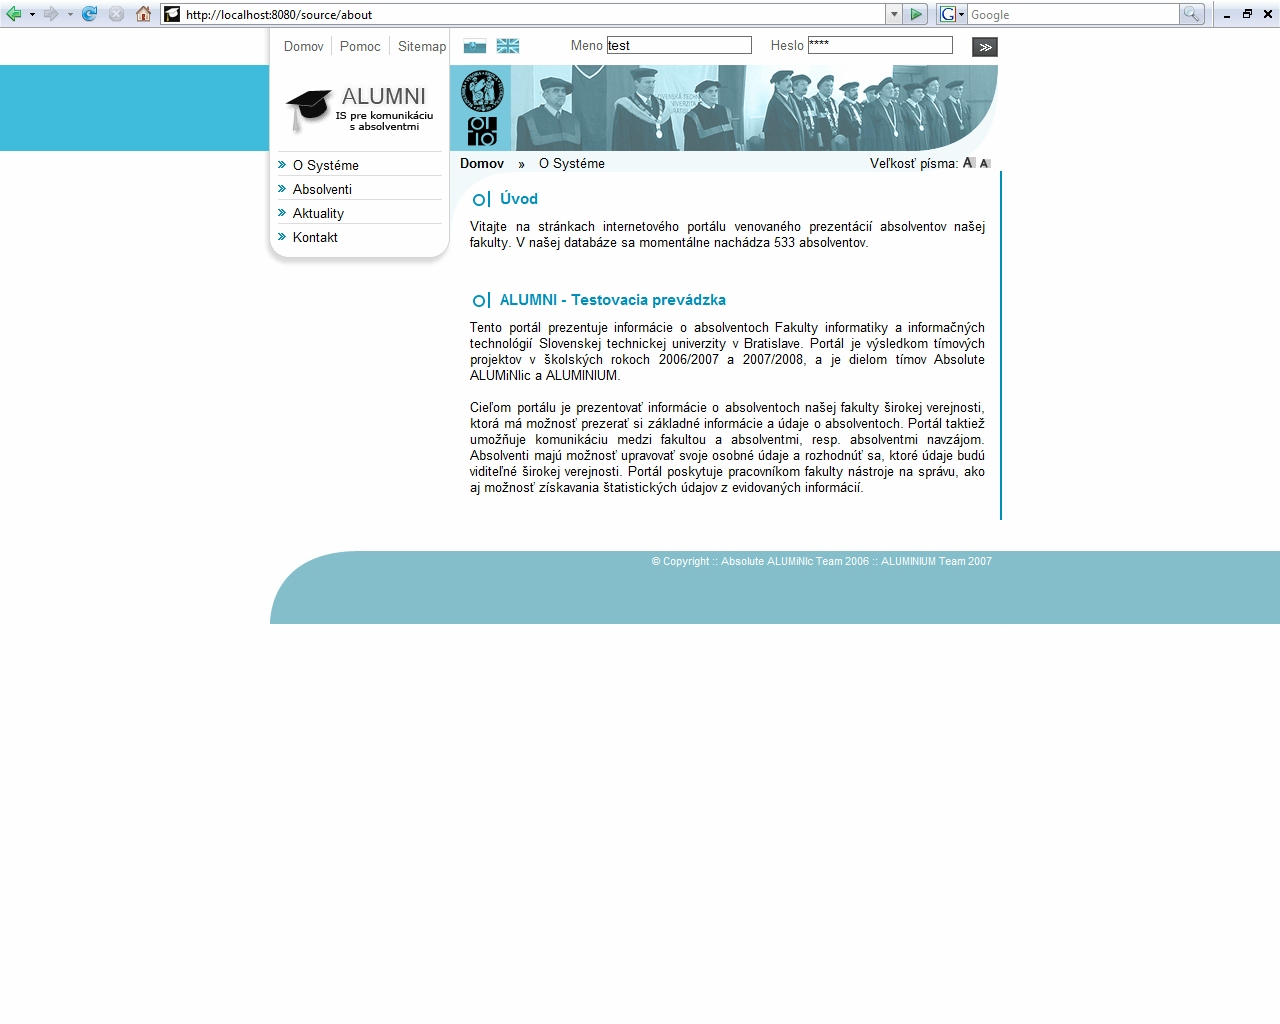 http://localhost:8080/source/about
Google
Domov Pomoc Sitemap
Meno test Heslo ****
ALUMNI
IS pre komunikáciu
s absolventmi
O Systéme
Absolventi
Aktuality
Kontakt
Domov » O Systéme
Veľkosť písma: A A
Úvod
Vitajte na stránkach internetového portálu venovaného prezentácií absolventov našej
fakulty. V našej databáze sa momentálne nachádza 533 absolventov.
ALUMNI - Testovacia prevádzka
Tento portál prezentuje informácie o absolventoch Fakulty informatiky a informačných
technológií Slovenskej technickej univerzity v Bratislave. Portál je výsledkom tímových
projektov v školských rokoch 2006/2007 a 2007/2008, a je dielom tímov Absolute
ALUMiNIic a ALUMINIUM.
Cieľom portálu je prezentovať informácie o absolventoch našej fakulty širokej verejnosti,
ktorá má možnosť prezerať si základné informácie a údaje o absolventoch. Portál taktiež
umožňuje komunikáciu medzi fakultou a absolventmi, resp. absolventmi navzájom.
Absolventi majú možnosť upravovať svoje osobné údaje a rozhodnúť sa, ktoré údaje budú
viditeľné širokej verejnosti. Portál poskytuje pracovníkom fakulty nástroje na správu, ako
aj možnosť získavania štatistických údajov z evidovaných informácií.
© Copyright :: Absolute ALUMiNIc Team 2006 :: ALUMINIUM Team 2007